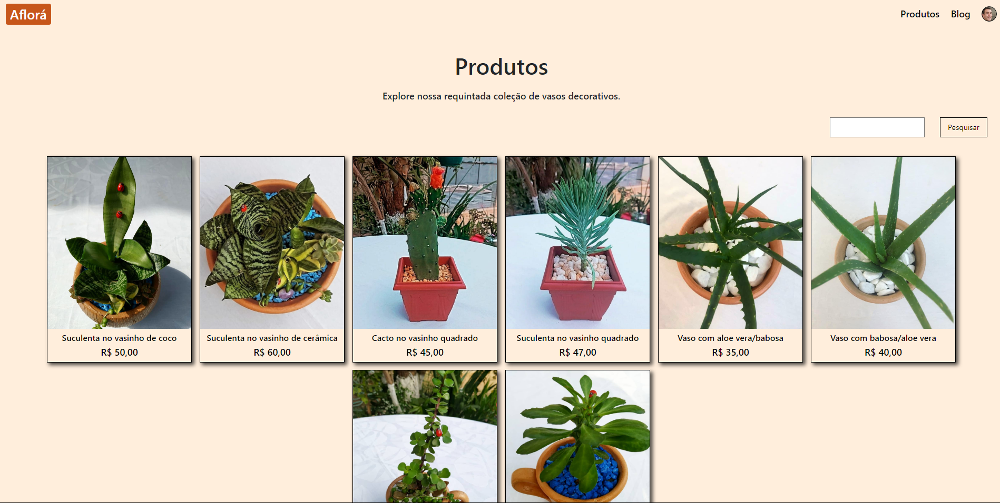 Aflorá
Produtos
Blog
Produtos
Explore nossa requintada coleção de vasos decorativos.
Pesquisar
Suculenta no vasinho de coco
R$ 50,00
Suculenta no vasinho de cerâmica
R$ 60,00
Cacto no vasinho quadrado
R$ 45,00
Suculenta no vasinho quadrado
R$ 47,00
Vaso com aloe vera/babosa
R$ 35,00
Vaso com babosa/aloe vera
R$ 40,00